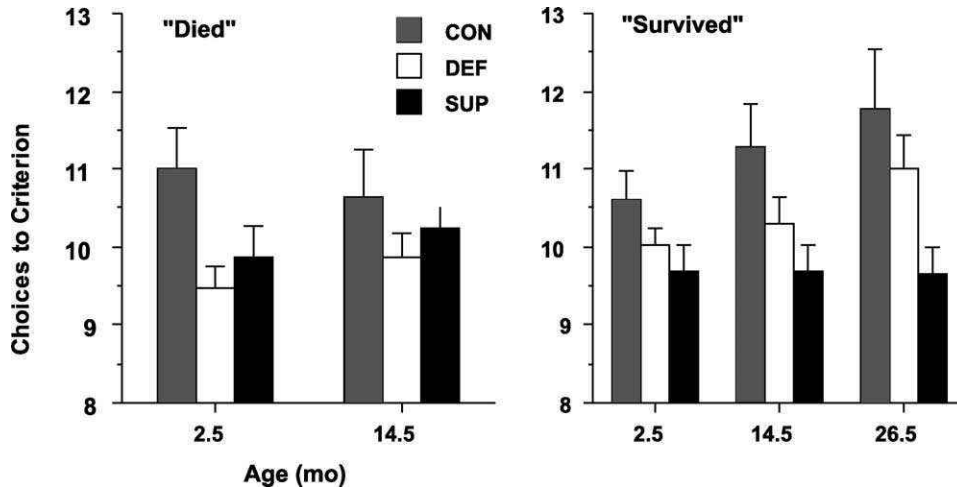 "Died"
CON
DEF
SUP
13
12
11
10
9
8
Choices to Criterion
2.5
14.5
Age (mo)
"Survived"
13
12
11
10
9
8
2.5
14.5
26.5